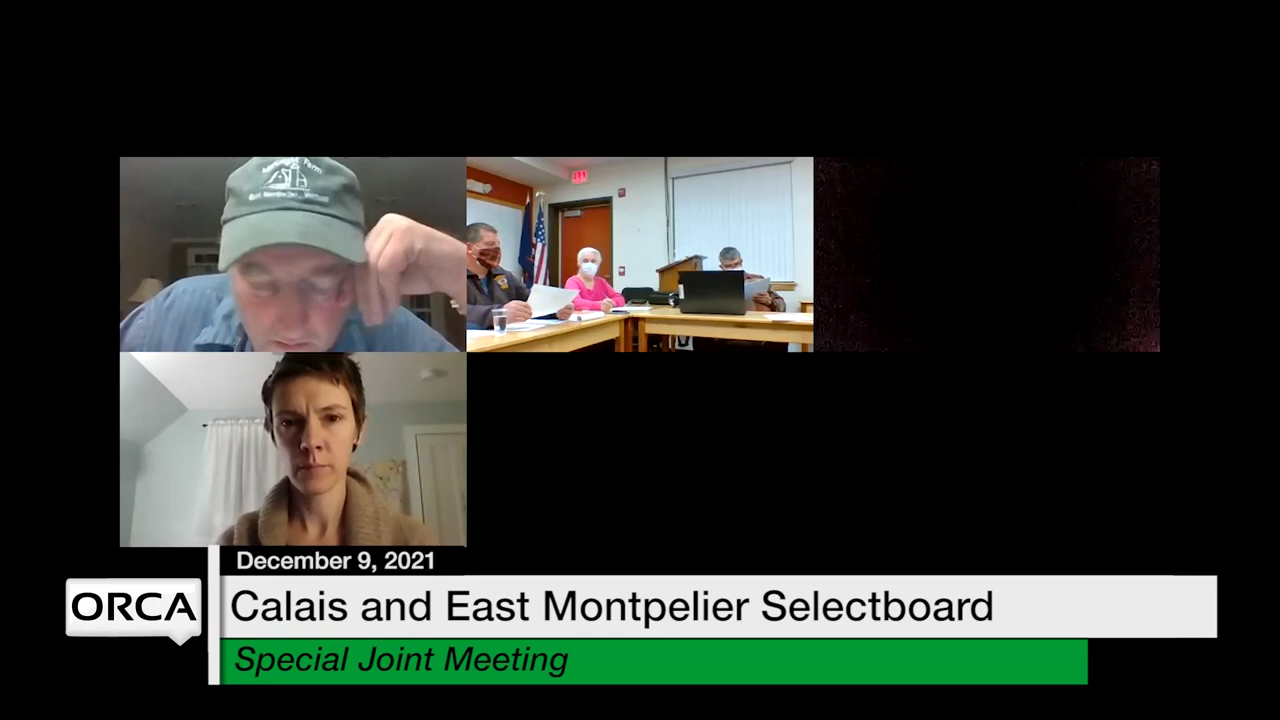 December 9, 2021
ORCA
Calais and East Montpelier Selectboard
Special Joint Meeting